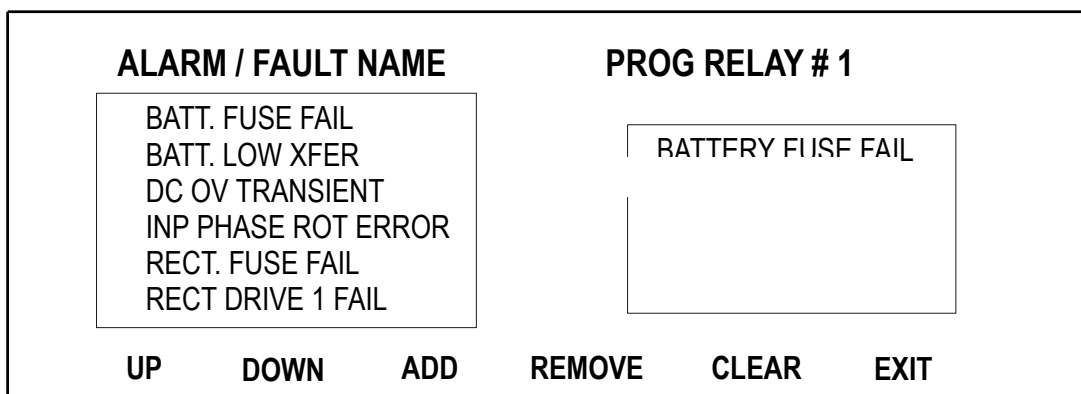 ALARM / FAULT NAME
PROG RELAY # 1
BATT. FUSE FAIL
BATT. LOW XFER
DC OV TRANSIENT
INP PHASE ROT ERROR
RECT. FUSE FAIL
RECT DRIVE 1 FAIL
BATTERY FUSE FAIL
UP DOWN ADD REMOVE CLEAR EXIT